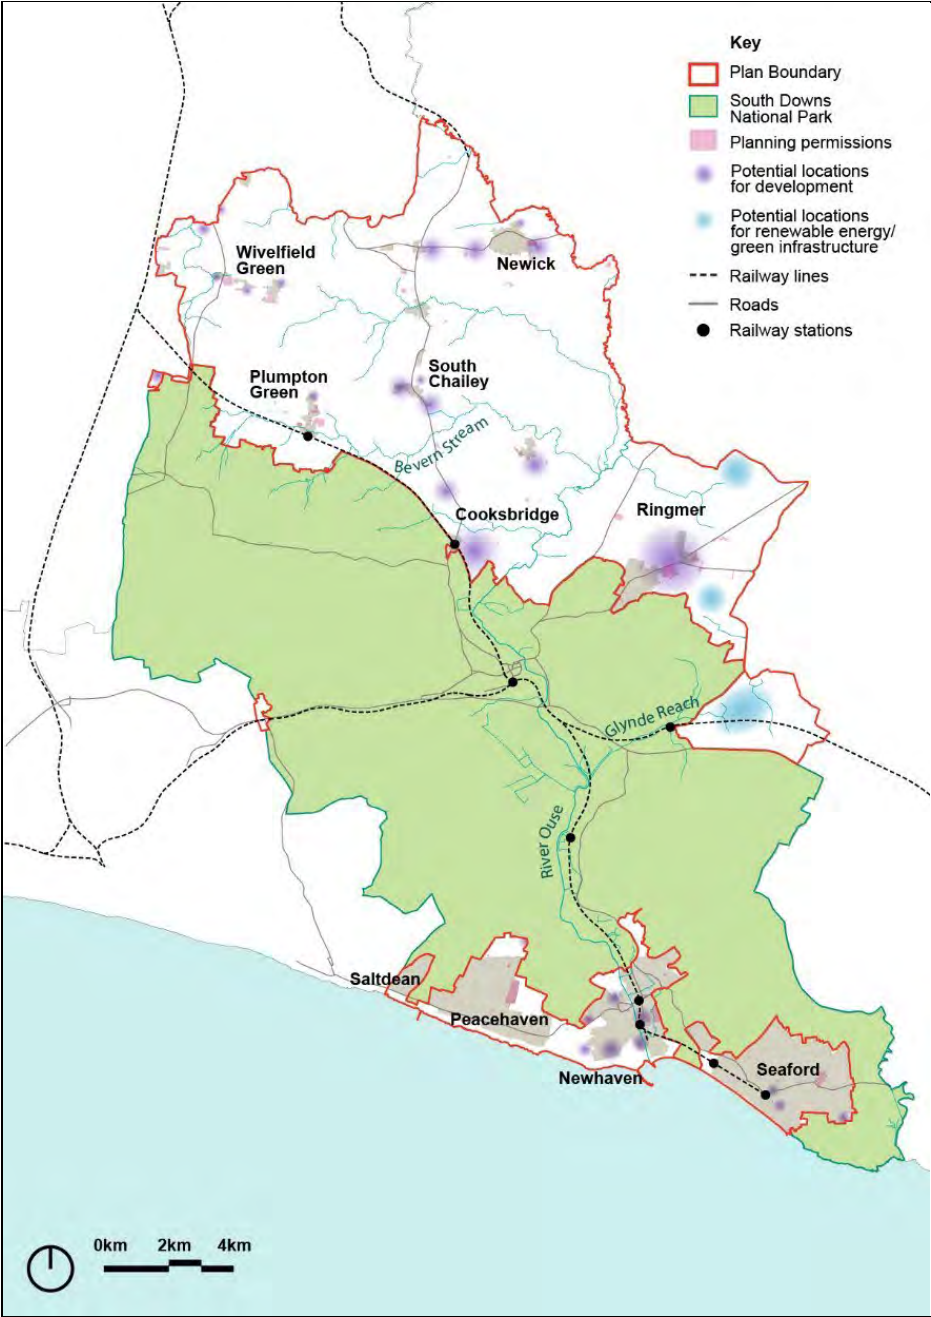 Key
Plan Boundary
South Downs
National Park
Planning permissions
Potential locations
for development
Potential locations
for renewable energy/
green infrastructure
Railway lines
Roads
Railway stations
Wivelfield
Green
Newick
Plumpton
Green
South
Chailey
Bevern Stream
Cooksbridge
Ringmer
Glynde Reach
River Ouse
Saltdean
Peacehaven
Newhaven
Seaford
0km 2km 4km